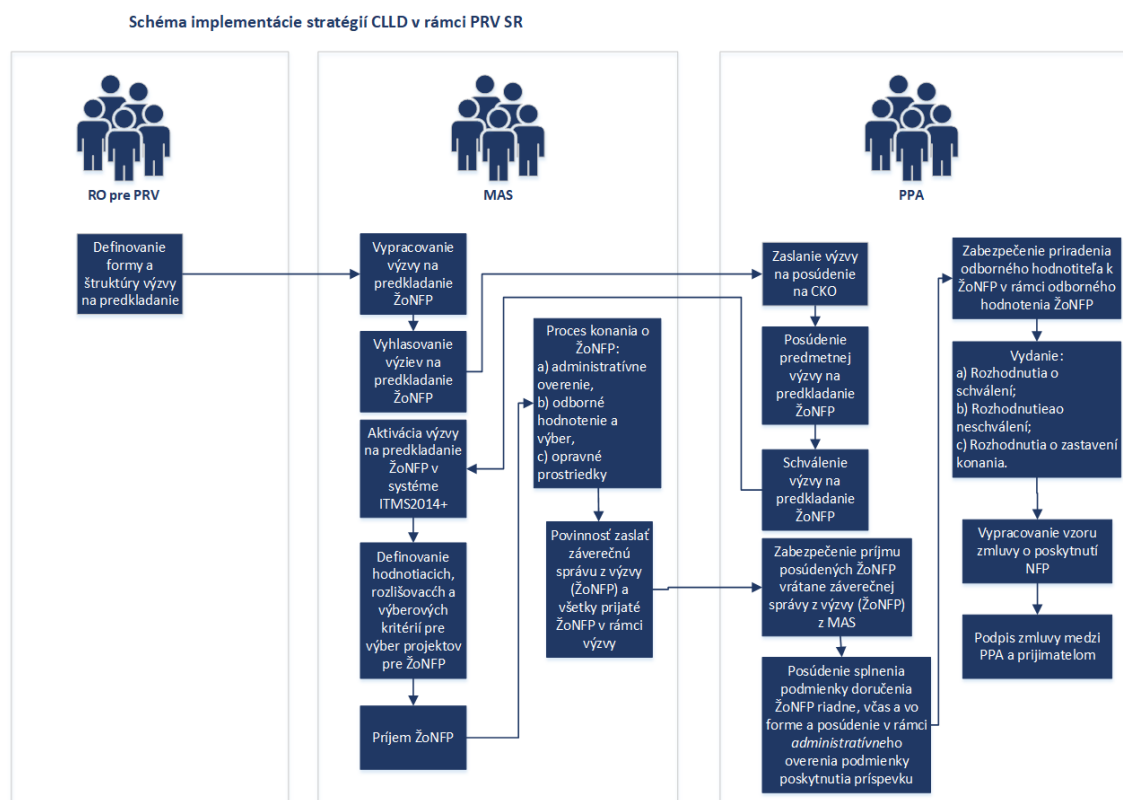 Schéma implementácie stratégií CLLD v rámci PRV SR
RO pre PRV
Definovanie
formy a
štruktúry výzvy
na predkladanie
MAS
Vypracovanie
výzvy na
predkladanie
ŽoNFP
Vyhlasovanie
výziev na
predkladanie
ŽoNFP
Aktivácia výzvy
na predkladanie
ŽoNFP v
systéme
ITMS2014+
Definovanie
hodnotiacich,
rozlišovacćh a
výberových
kritérií pre
výber projektov
pre ŽoNFP
Príjem ŽoNFP
Proces konania o
ŽoNFP:
a) administratívne
overenie,
b) odborné
hodnotenie a
výber,
c) opravné
prostriedky
Povinnosť zaslať
záverečnú
správu z výzvy
(ŽoNFP) a
všetky prijaté
ŽoNFP v rámci
výzvy
PPA
Zaslanie výzvy
na posúdenie
na CKO
Posúdenie
predmetnej
výzvy na
predkladanie
ŽoNFP
Schválenie
výzvy na
predkladanie
ŽoNFP
Zabezpečenie príjmu
posúdených ŽoNFP
vrátane záverečnej
správy z výzvy (ŽoNFP)
z MAS
Posúdenie splnenia
podmienky doručenia
ŽoNFP riadne, včas a vo
forme a posúdenie v rámci
administratívneho
overenia podmienky
poskytnutia príspevku
Zabezpečenie priradenia
odborného hodnotiteľa k
ŽoNFP v rámci odborného
hodnotenia ŽoNFP
Vydanie:
a) Rozhodnutia o
schválení;
b) Rozhodnutieao
neschválení;
c) Rozhodnutia o zastavení
konania.
Vypracovanie vzoru
zmluvy o poskytnutí
NFP
Podpis zmluvy medzi
PPA a prijimatelom